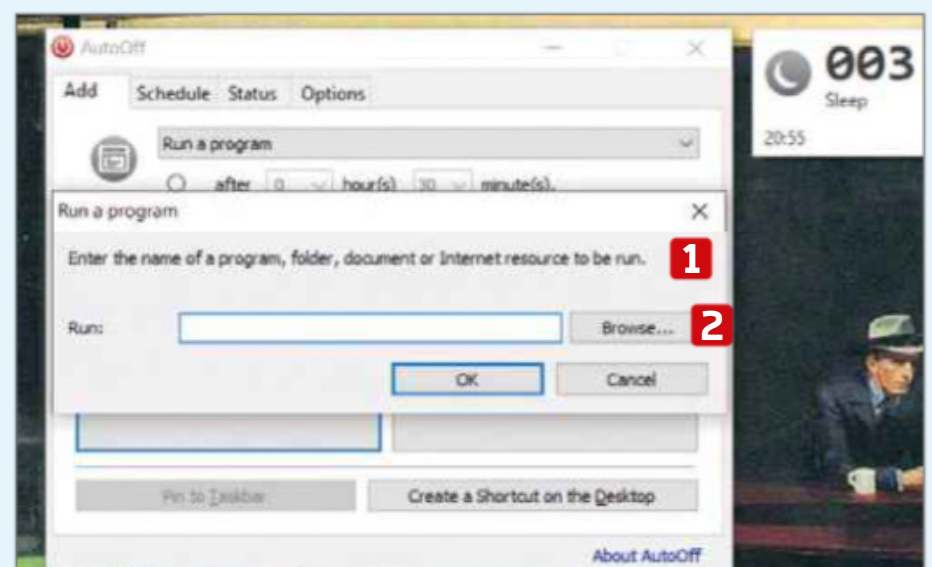 AutoOff
Add Schedule Status Options
Run a program
after 0 hour(s) 30 minute(s).
Run a program
Enter the name of a program, folder, document or Internet resource to be run. 1
Run: Browse... 2
OK Cancel
Pin to Taskbar Create a Shortcut on the Desktop
About AutoOff
003
Sleep
20:55